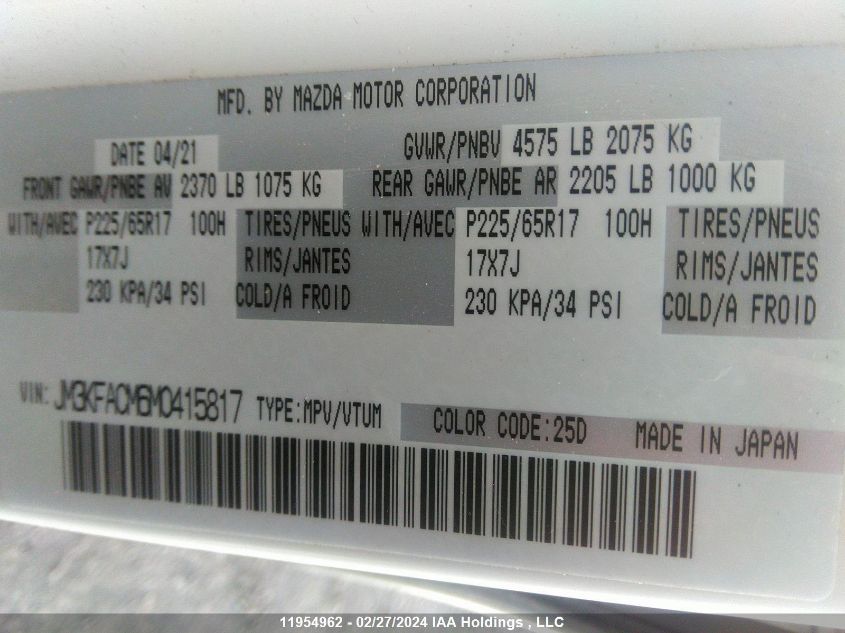 MFD. BY MAZDA MOTOR CORPORATION
DATE 04/21 GVWR/PNBV 4575 LB 2075 KG
FRONT GAWR/PNBE AV 2370 LB 1075 KG REAR GAWR/PNBE AR 2205 LB 1000 KG
WITH/AVEC P225/65R17 100H TIRES/PNEUS WITH/AVEC P225/65R17 100H TIRES/PNEUS
17X7J RIMS/JANTES 17X7J RIMS/JANTES
230 KPA/34 PSI COLD/A FROID 230 KPA/34 PSI COLD/A FROID
VIN: JM3KFACM6M0415817 TYPE:MPV/VTUM COLOR CODE:25D MADE IN JAPAN
11954962 - 02/27/2024 IAA Holdings , LLC